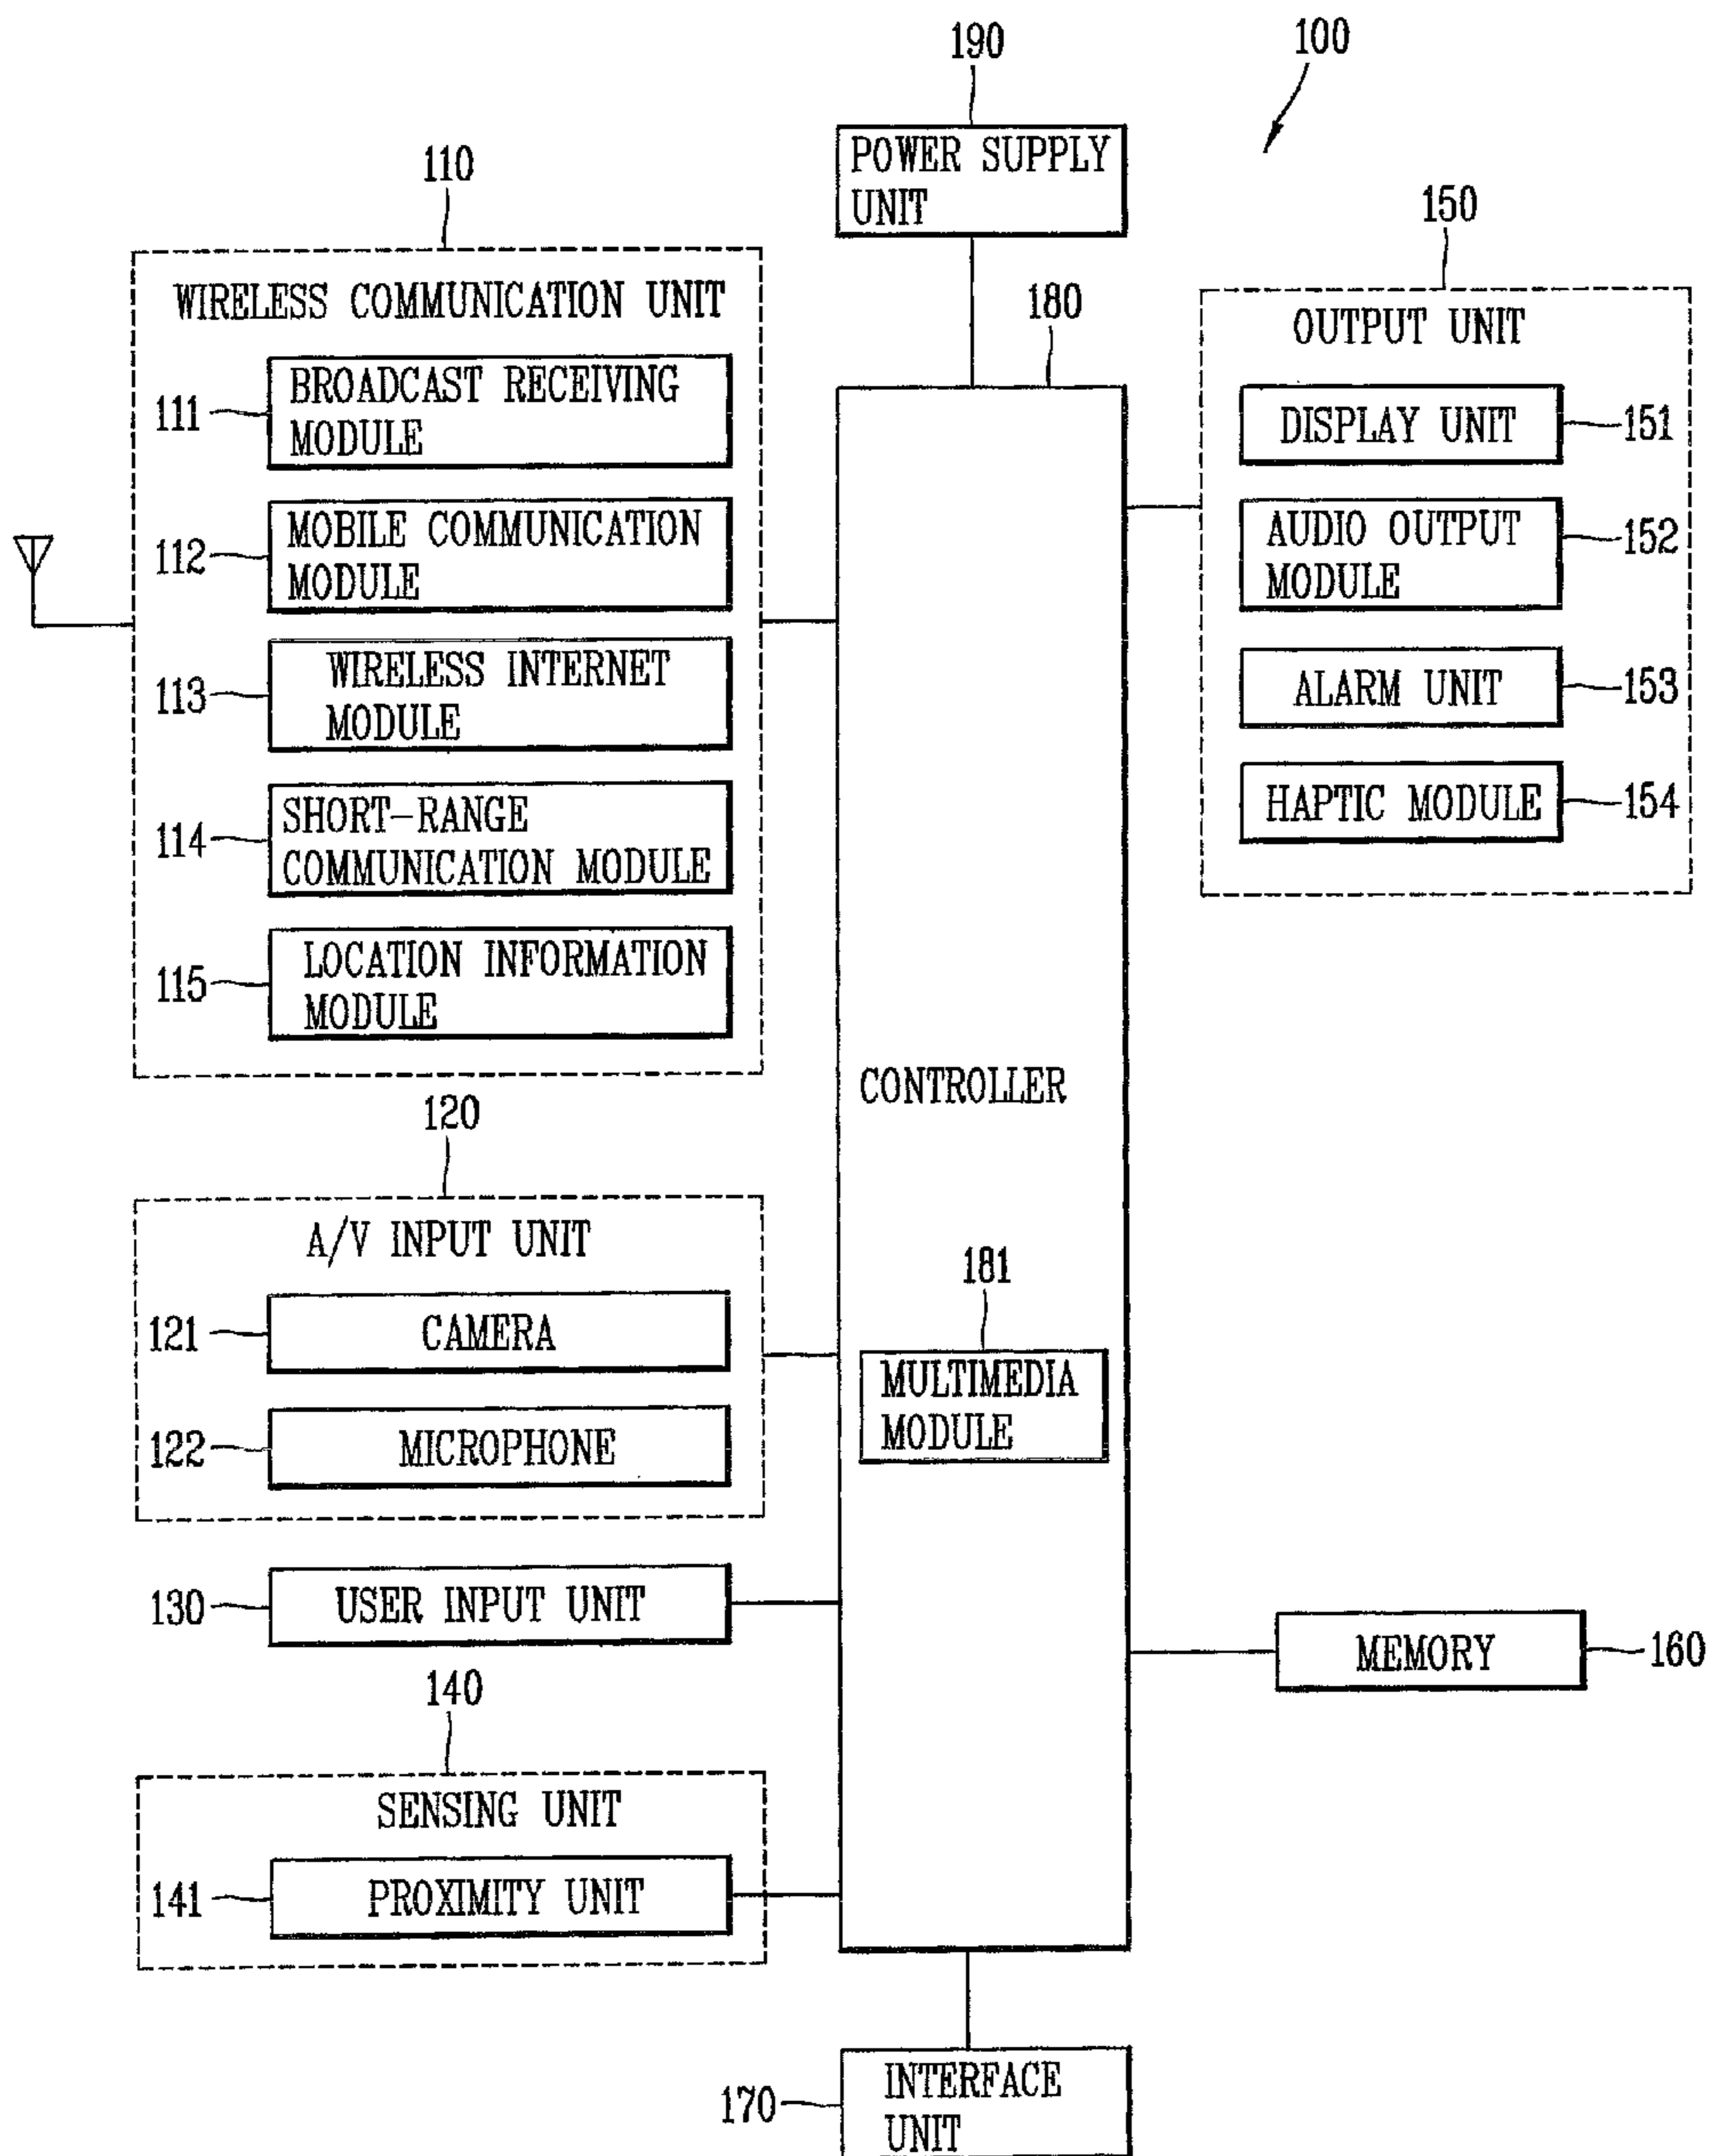 190
100
POWER SUPPLY
UNIT
110
150
WIRELESS COMMUNICATION UNIT
180
OUTPUT UNIT
111
BROADCAST RECEIVING
MODULE
DISPLAY UNIT
151
112
MOBILE COMMUNICATION
MODULE
AUDIO OUTPUT
MODULE
152
113
WIRELESS INTERNET
MODULE
ALARM UNIT
153
114
SHORT-RANGE
COMMUNICATION MODULE
HAPTIC MODULE
154
115
LOCATION INFORMATION
MODULE
CONTROLLER
120
A/V INPUT UNIT
121
CAMERA
181
MULTIMEDIA
MODULE
122
MICROPHONE
130
USER INPUT UNIT
MEMORY
160
140
SENSING UNIT
141
PROXIMITY UNIT
170
INTERFACE
UNIT